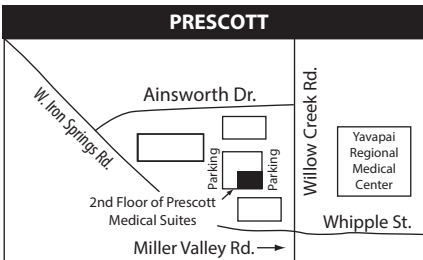 PRESCOTT
Ainsworth Dr.
W. Iron Springs Rd.
Willow Creek Rd.
Parking
Parking
Yavapai
Regional
Medical
Center
2nd Floor of Prescott
Medical Suites
Whipple St.
Miller Valley Rd.